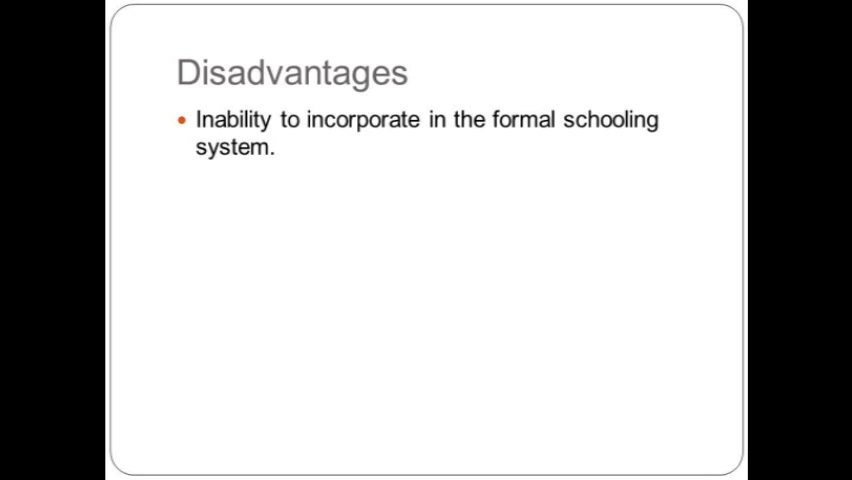 Disadvantages
• Inability to incorporate in the formal schooling
system.